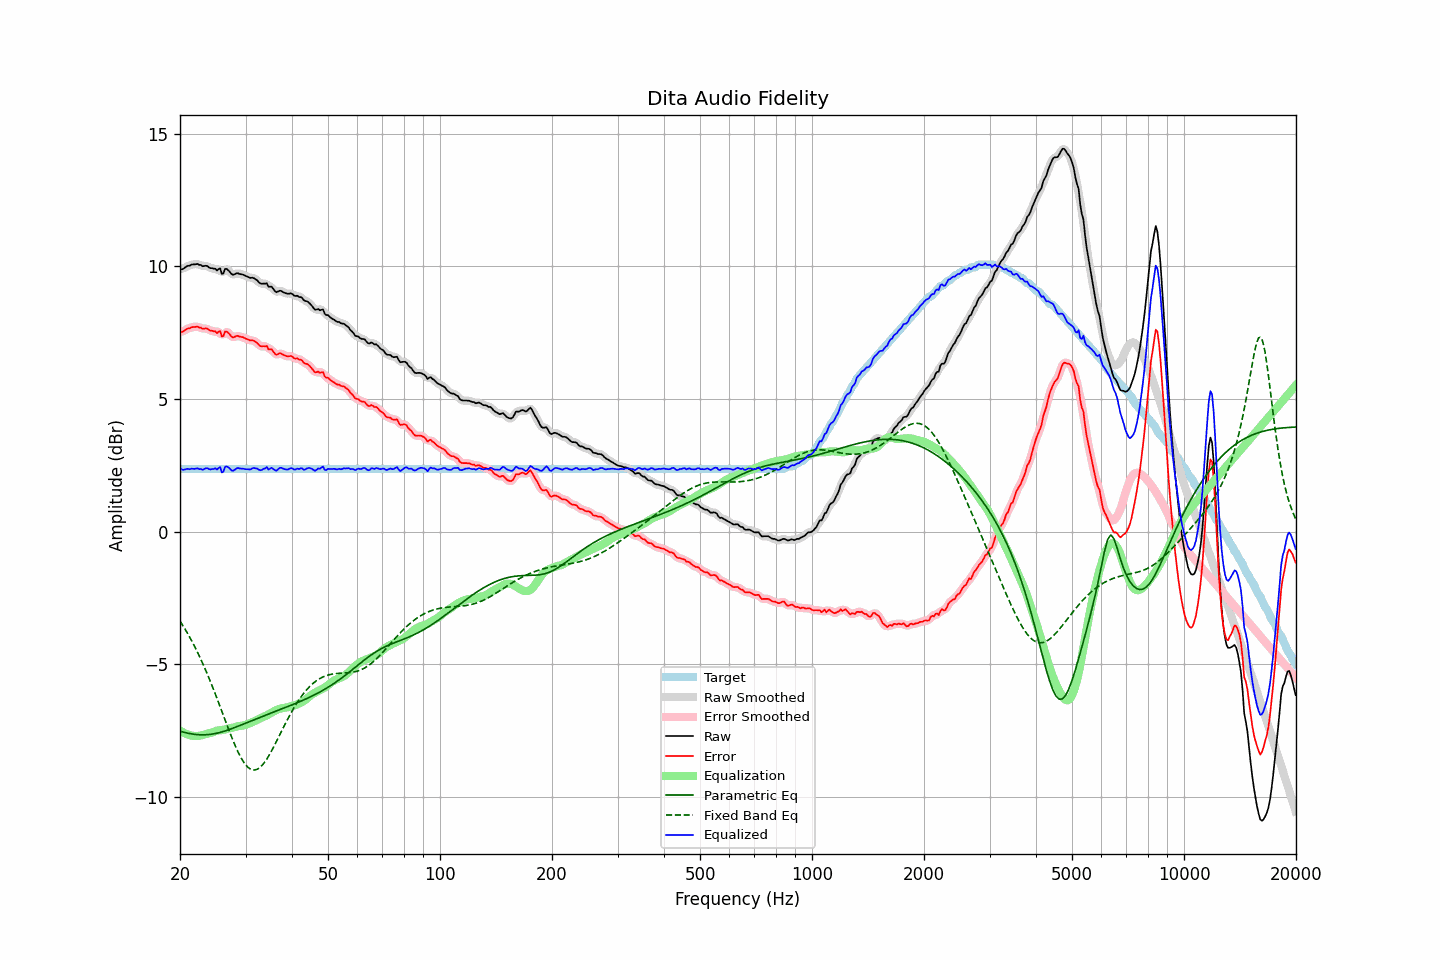 Dita Audio Fidelity
Amplitude (dBr)
15
10
5
0
−5
−10
Target
Raw Smoothed
Error Smoothed
Raw
Error
Equalization
Parametric Eq
Fixed Band Eq
Equalized
20 50 100 200 500 1000 2000 5000 10000 20000
Frequency (Hz)